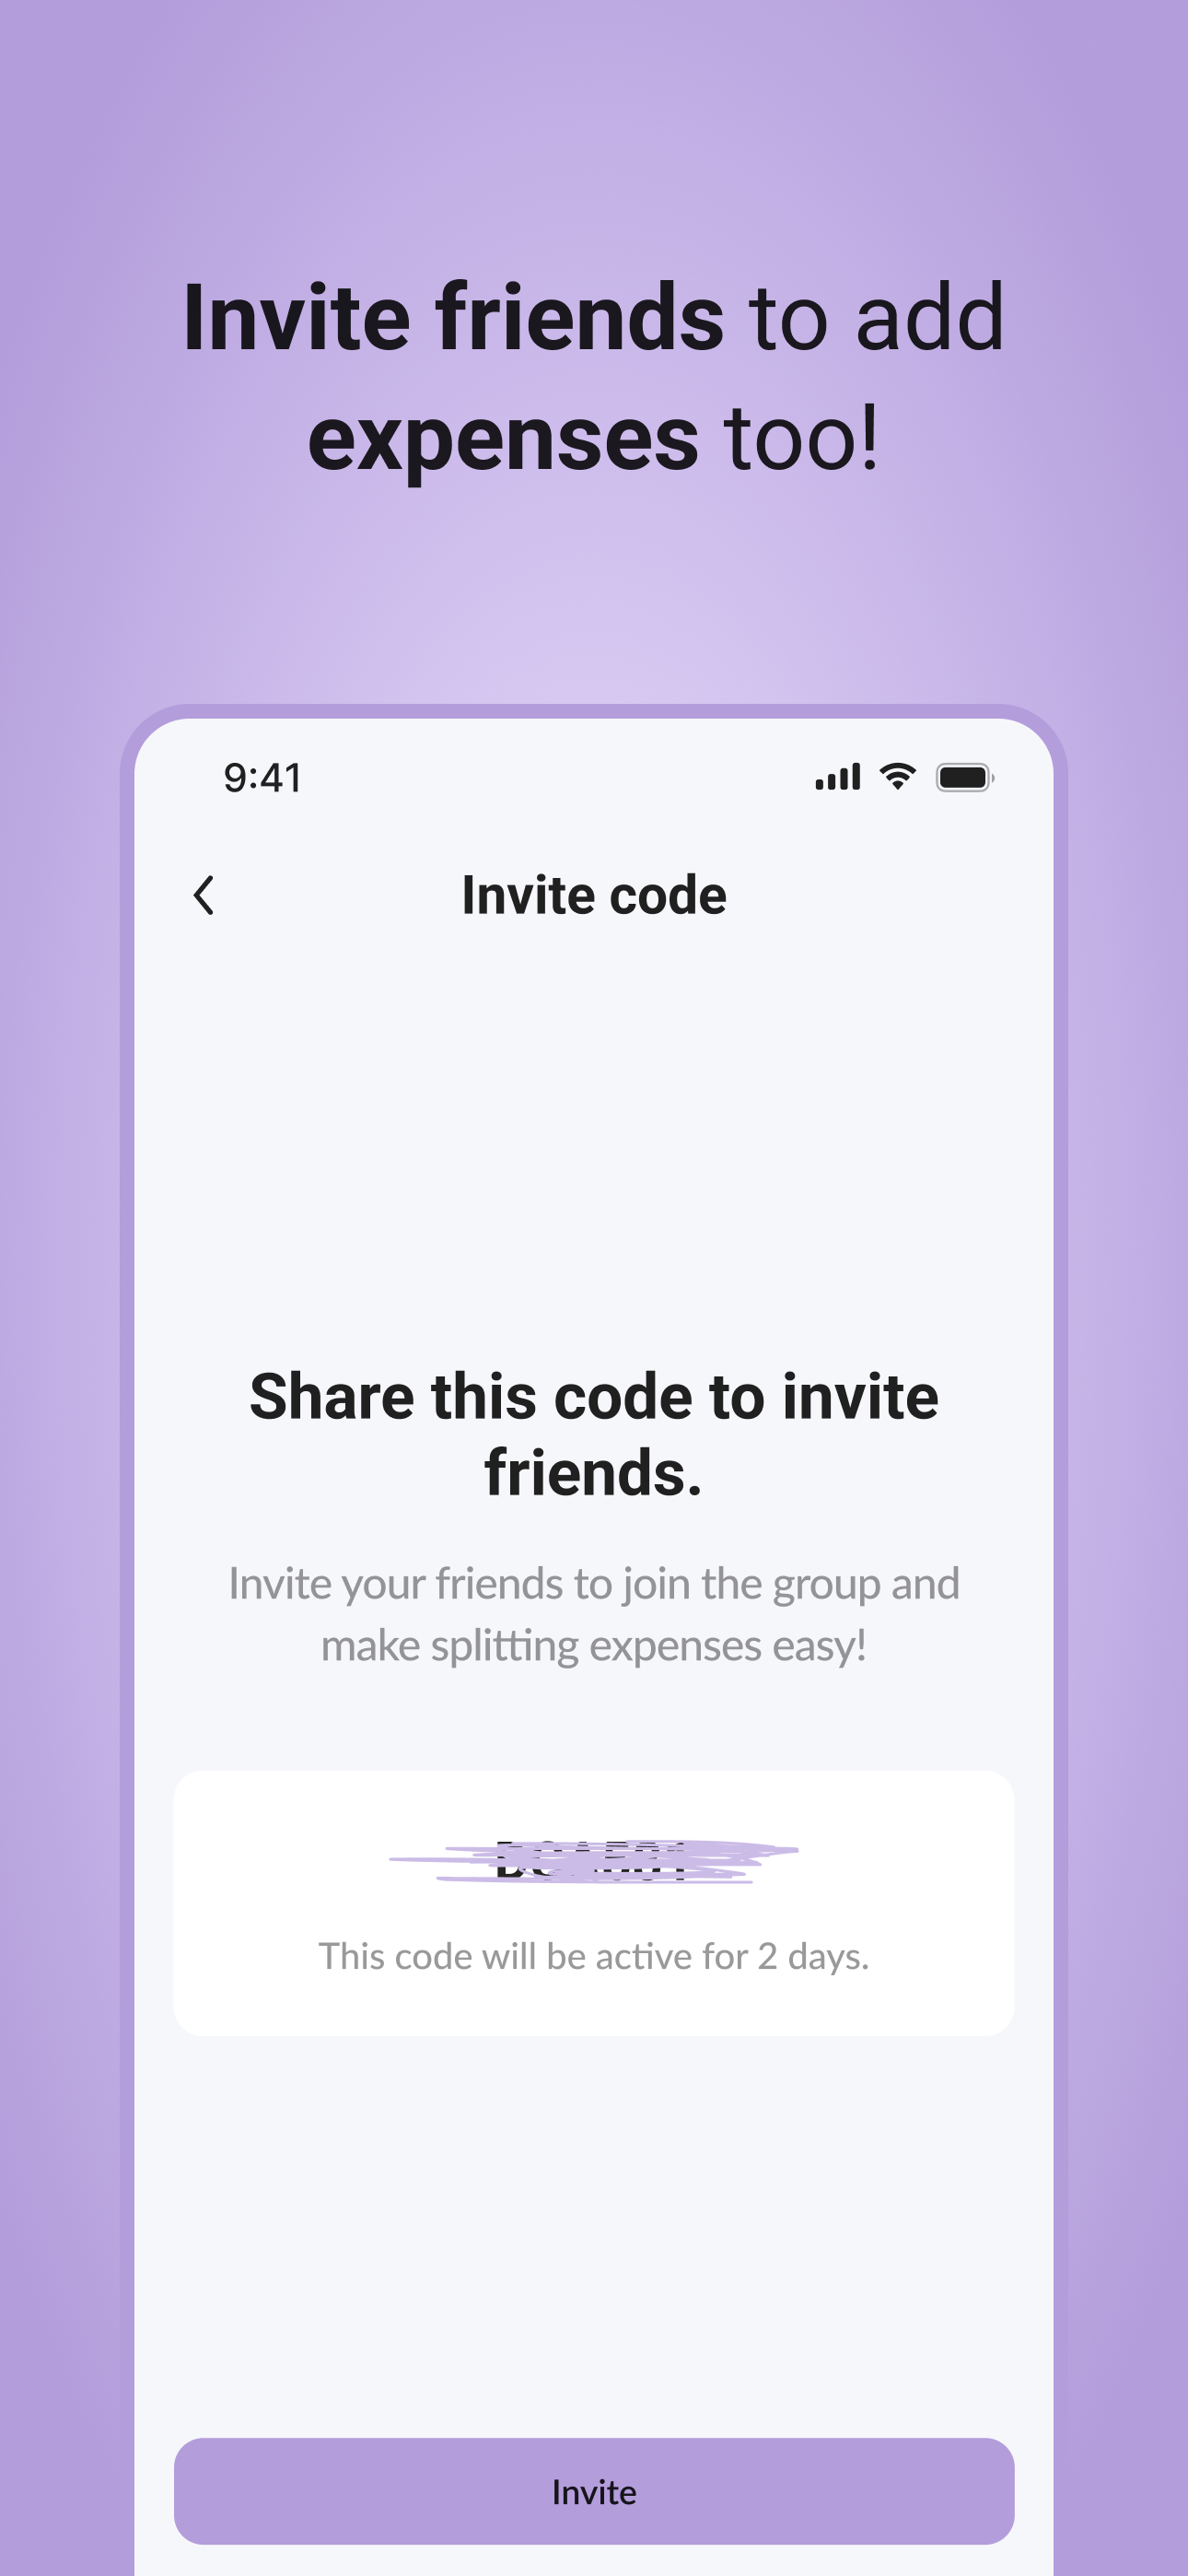 Invite friends to add
expenses too!
9:41
Invite code
Share this code to invite
friends.
Invite your friends to join the group and
make splitting expenses easy!
This code will be active for 2 days.
Invite